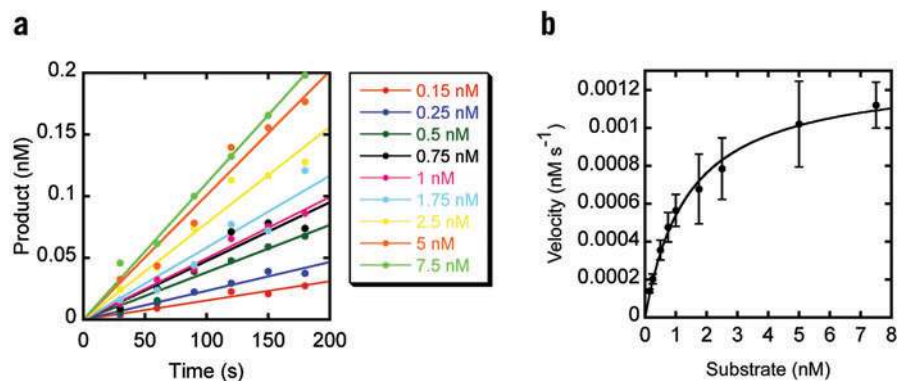 a
Product (nM)
0.2
0.15
0.1
0.05
0
0 50 100 150 200
Time (s)
0.15 nM
0.25 nM
0.5 nM
0.75 nM
1 nM
1.75 nM
2.5 nM
5 nM
7.5 nM
b
Velocity (nM s⁻¹)
0.0012
0.001
0.0008
0.0006
0.0004
0.0002
0
0 1 2 3 4 5 6 7 8
Substrate (nM)